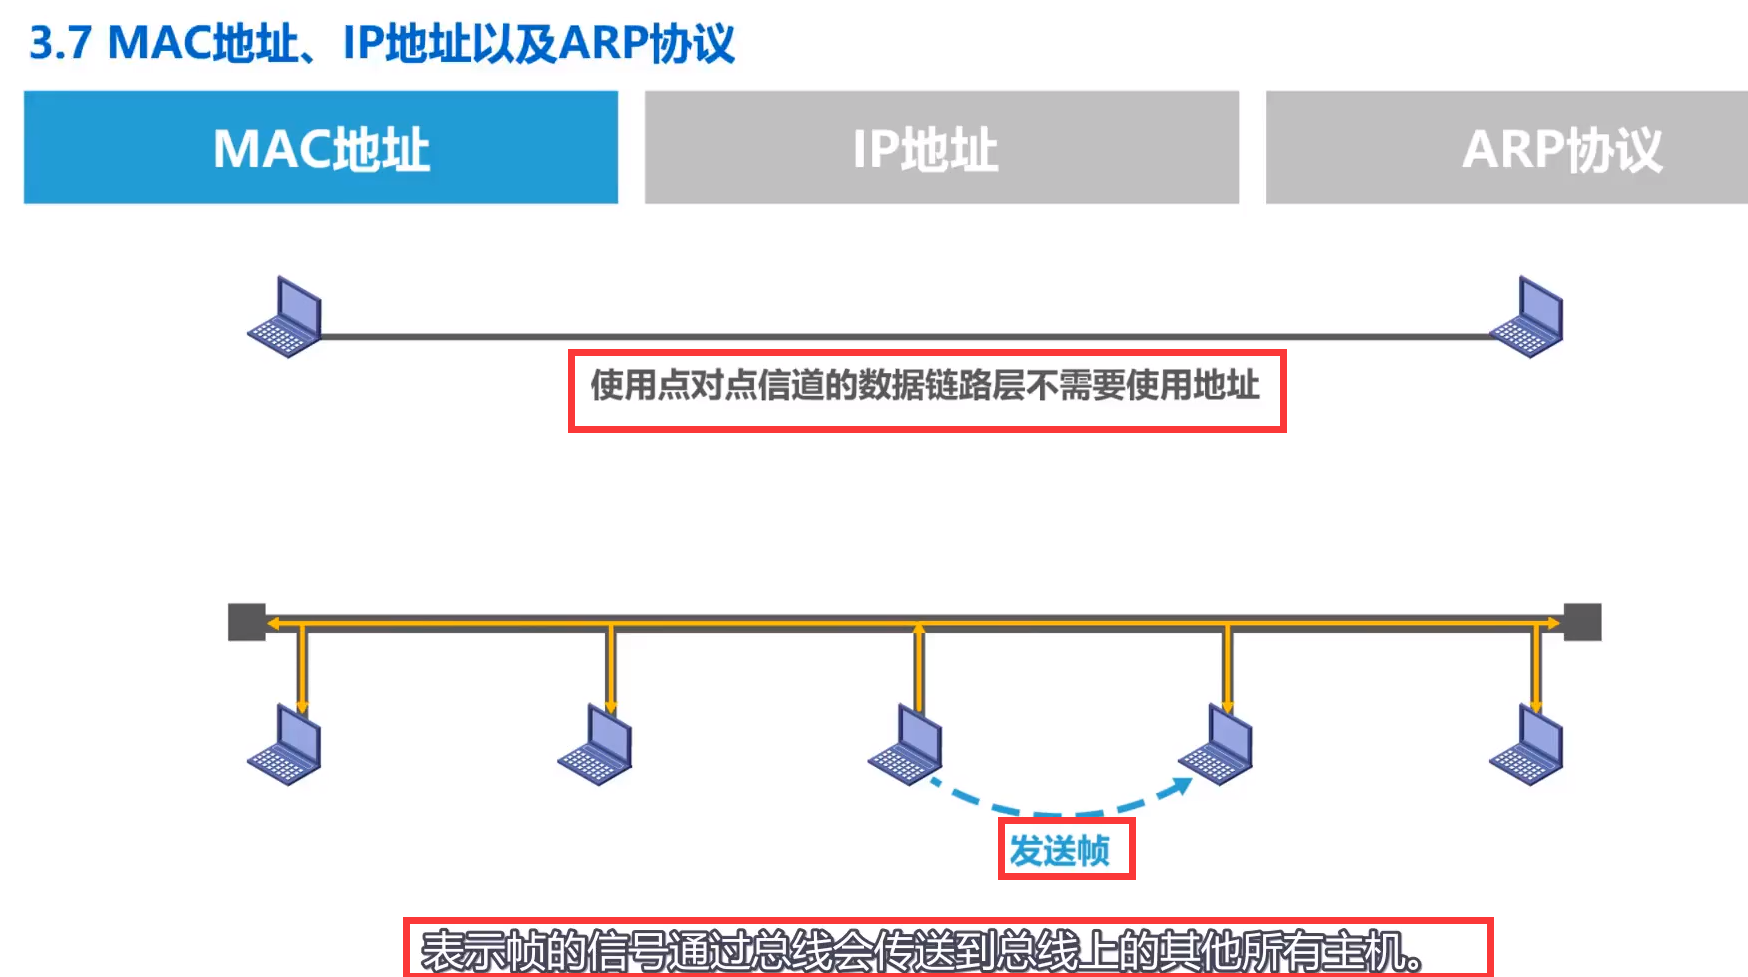 3.7 MAC地址、IP地址以及ARP协议
MAC地址
IP地址
ARP协议
使用点对点信道的数据链路层不需要使用地址
发送帧
表示帧的信号通过总线会传送到总线上的其他所有主机。